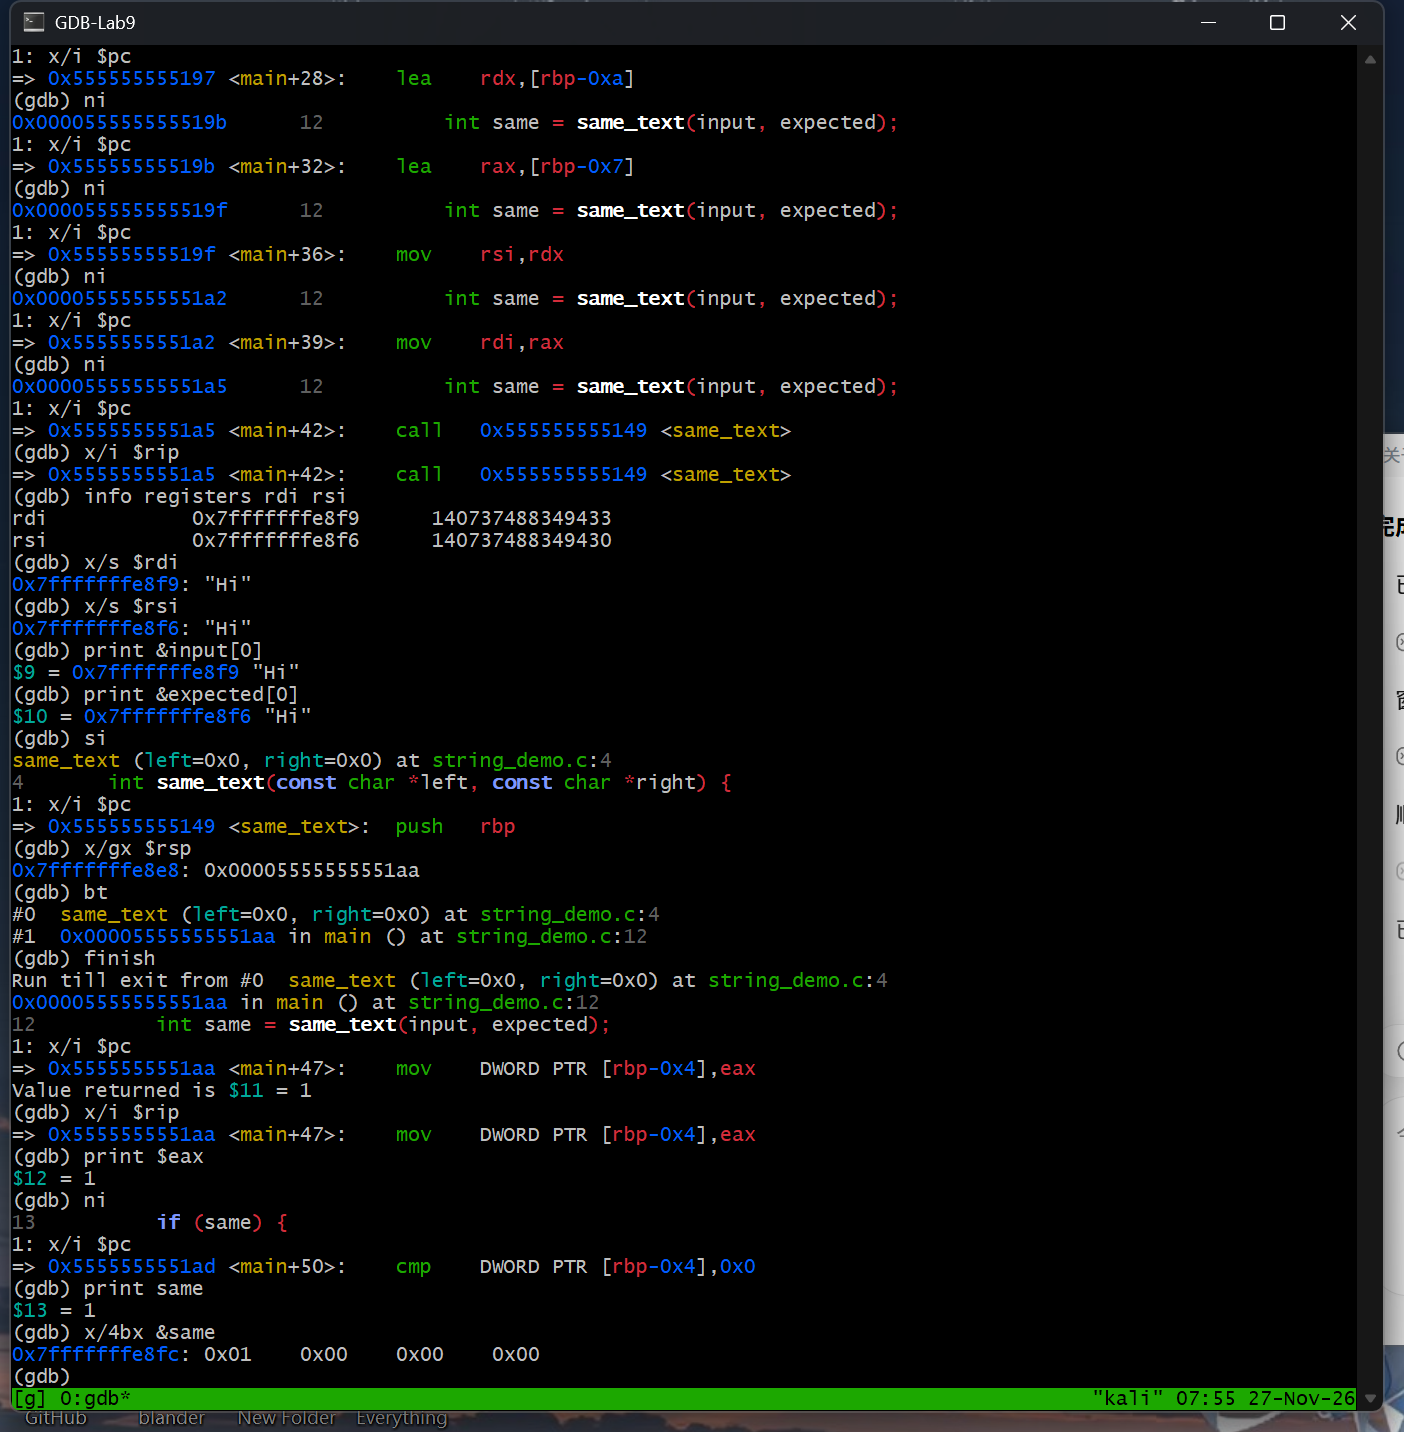 GDB-Lab9
1: x/i $pc
=> 0x555555555197 <main+28>:    lea    rdx,[rbp-0xa]
(gdb) ni
0x000055555555519b      12          int same = same_text(input, expected);
1: x/i $pc
=> 0x55555555519b <main+32>:    lea    rax,[rbp-0x7]
(gdb) ni
0x000055555555519f      12          int same = same_text(input, expected);
1: x/i $pc
=> 0x55555555519f <main+36>:    mov    rsi,rdx
(gdb) ni
0x00005555555551a2      12          int same = same_text(input, expected);
1: x/i $pc
=> 0x5555555551a2 <main+39>:    mov    rdi,rax
(gdb) ni
0x00005555555551a5      12          int same = same_text(input, expected);
1: x/i $pc
=> 0x5555555551a5 <main+42>:    call   0x555555555149 <same_text>
(gdb) x/i $rip
=> 0x5555555551a5 <main+42>:    call   0x555555555149 <same_text>
(gdb) info registers rdi rsi
rdi            0x7fffffffe8f9      140737488349433
rsi            0x7fffffffe8f6      140737488349430
(gdb) x/s $rdi
0x7fffffffe8f9: "Hi"
(gdb) x/s $rsi
0x7fffffffe8f6: "Hi"
(gdb) print &input[0]
$9 = 0x7fffffffe8f9 "Hi"
(gdb) print &expected[0]
$10 = 0x7fffffffe8f6 "Hi"
(gdb) si
same_text (left=0x0, right=0x0) at string_demo.c:4
4       int same_text(const char *left, const char *right) {
1: x/i $pc
=> 0x555555555149 <same_text>:  push   rbp
(gdb) x/gx $rsp
0x7fffffffe8e8: 0x00005555555551aa
(gdb) bt
#0  same_text (left=0x0, right=0x0) at string_demo.c:4
#1  0x00005555555551aa in main () at string_demo.c:12
(gdb) finish
Run till exit from #0  same_text (left=0x0, right=0x0) at string_demo.c:4
0x00005555555551aa in main () at string_demo.c:12
12          int same = same_text(input, expected);
1: x/i $pc
=> 0x5555555551aa <main+47>:    mov    DWORD PTR [rbp-0x4],eax
Value returned is $11 = 1
(gdb) x/i $rip
=> 0x5555555551aa <main+47>:    mov    DWORD PTR [rbp-0x4],eax
(gdb) print $eax
$12 = 1
(gdb) ni
13          if (same) {
1: x/i $pc
=> 0x5555555551ad <main+50>:    cmp    DWORD PTR [rbp-0x4],0x0
(gdb) print same
$13 = 1
(gdb) x/4bx &same
0x7fffffffe8fc: 0x01    0x00    0x00    0x00
(gdb)
[g] 0:gdb* "kali" 07:55 27-Nov-26
GitHub blander New Folder Everything